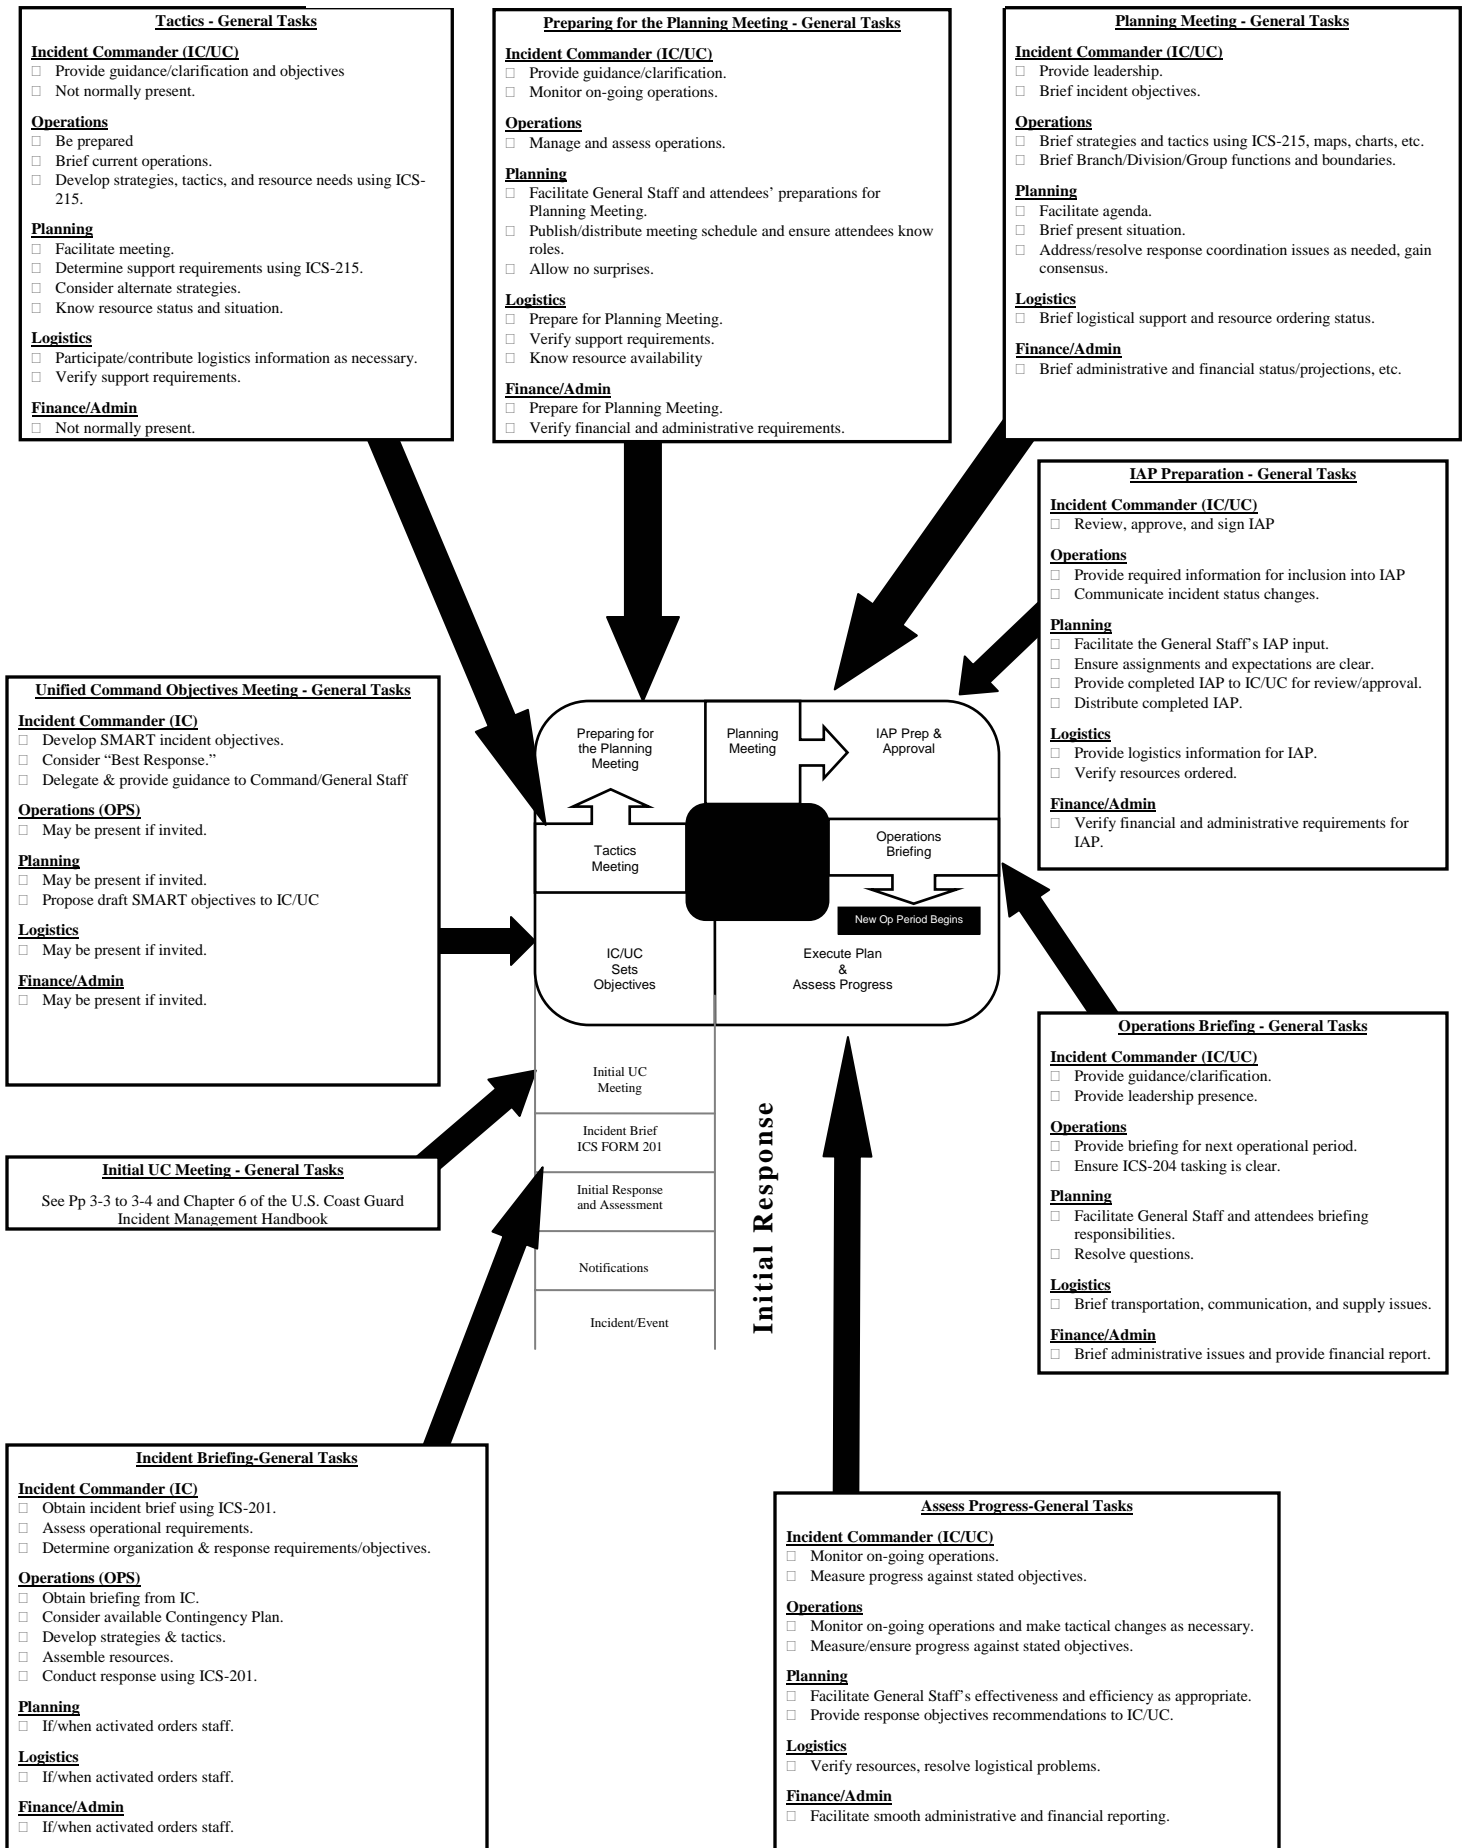 Tactics - General Tasks
Incident Commander (IC/UC)
Provide guidance/clarification and objectives
Not normally present.
Operations
Be prepared
Brief current operations.
Develop strategies, tactics, and resource needs using ICS-
215.
Planning
Facilitate meeting.
Determine support requirements using ICS-215.
Consider alternate strategies.
Know resource status and situation.
Logistics
Participate/contribute logistics information as necessary.
Verify support requirements.
Finance/Admin
Not normally present.
Preparing for the Planning Meeting - General Tasks
Incident Commander (IC/UC)
Provide guidance/clarification.
Monitor on-going operations.
Operations
Manage and assess operations.
Planning
Facilitate General Staff and attendees’ preparations for
Planning Meeting.
Publish/distribute meeting schedule and ensure attendees know
roles.
Allow no surprises.
Logistics
Prepare for Planning Meeting.
Verify support requirements.
Know resource availability
Finance/Admin
Prepare for Planning Meeting.
Verify financial and administrative requirements.
Planning Meeting - General Tasks
Incident Commander (IC/UC)
Provide leadership.
Brief incident objectives.
Operations
Brief strategies and tactics using ICS-215, maps, charts, etc.
Brief Branch/Division/Group functions and boundaries.
Planning
Facilitate agenda.
Brief present situation.
Address/resolve response coordination issues as needed, gain
consensus.
Logistics
Brief logistical support and resource ordering status.
Finance/Admin
Brief administrative and financial status/projections, etc.
IAP Preparation - General Tasks
Incident Commander (IC/UC)
Review, approve, and sign IAP
Operations
Provide required information for inclusion into IAP
Communicate incident status changes.
Planning
Facilitate the General Staff’s IAP input.
Ensure assignments and expectations are clear.
Provide completed IAP to IC/UC for review/approval.
Distribute completed IAP.
Logistics
Provide logistics information for IAP.
Verify resources ordered.
Finance/Admin
Verify financial and administrative requirements for
IAP.
Unified Command Objectives Meeting - General Tasks
Incident Commander (IC)
Develop SMART incident objectives.
Consider “Best Response.”
Delegate & provide guidance to Command/General Staff
Operations (OPS)
May be present if invited.
Planning
May be present if invited.
Propose draft SMART objectives to IC/UC
Logistics
May be present if invited.
Finance/Admin
May be present if invited.
Preparing for
the Planning
Meeting
Planning
Meeting
IAP Prep &
Approval
Tactics
Meeting
Operations
Briefing
New Op Period Begins
IC/UC
Sets
Objectives
Execute Plan
&
Assess Progress
Initial UC
Meeting
Incident Brief
ICS FORM 201
Initial Response
and Assessment
Notifications
Incident/Event
Initial Response
Initial UC Meeting - General Tasks
See Pp 3-3 to 3-4 and Chapter 6 of the U.S. Coast Guard
Incident Management Handbook
Operations Briefing - General Tasks
Incident Commander (IC/UC)
Provide guidance/clarification.
Provide leadership presence.
Operations
Provide briefing for next operational period.
Ensure ICS-204 tasking is clear.
Planning
Facilitate General Staff and attendees briefing
responsibilities.
Resolve questions.
Logistics
Brief transportation, communication, and supply issues.
Finance/Admin
Brief administrative issues and provide financial report.
Incident Briefing-General Tasks
Incident Commander (IC)
Obtain incident brief using ICS-201.
Assess operational requirements.
Determine organization & response requirements/objectives.
Operations (OPS)
Obtain briefing from IC.
Consider available Contingency Plan.
Develop strategies & tactics.
Assemble resources.
Conduct response using ICS-201.
Planning
If/when activated orders staff.
Logistics
If/when activated orders staff.
Finance/Admin
If/when activated orders staff.
Assess Progress-General Tasks
Incident Commander (IC/UC)
Monitor on-going operations.
Measure progress against stated objectives.
Operations
Monitor on-going operations and make tactical changes as necessary.
Measure/ensure progress against stated objectives.
Planning
Facilitate General Staff’s effectiveness and efficiency as appropriate.
Provide response objectives recommendations to IC/UC.
Logistics
Verify resources, resolve logistical problems.
Finance/Admin
Facilitate smooth administrative and financial reporting.